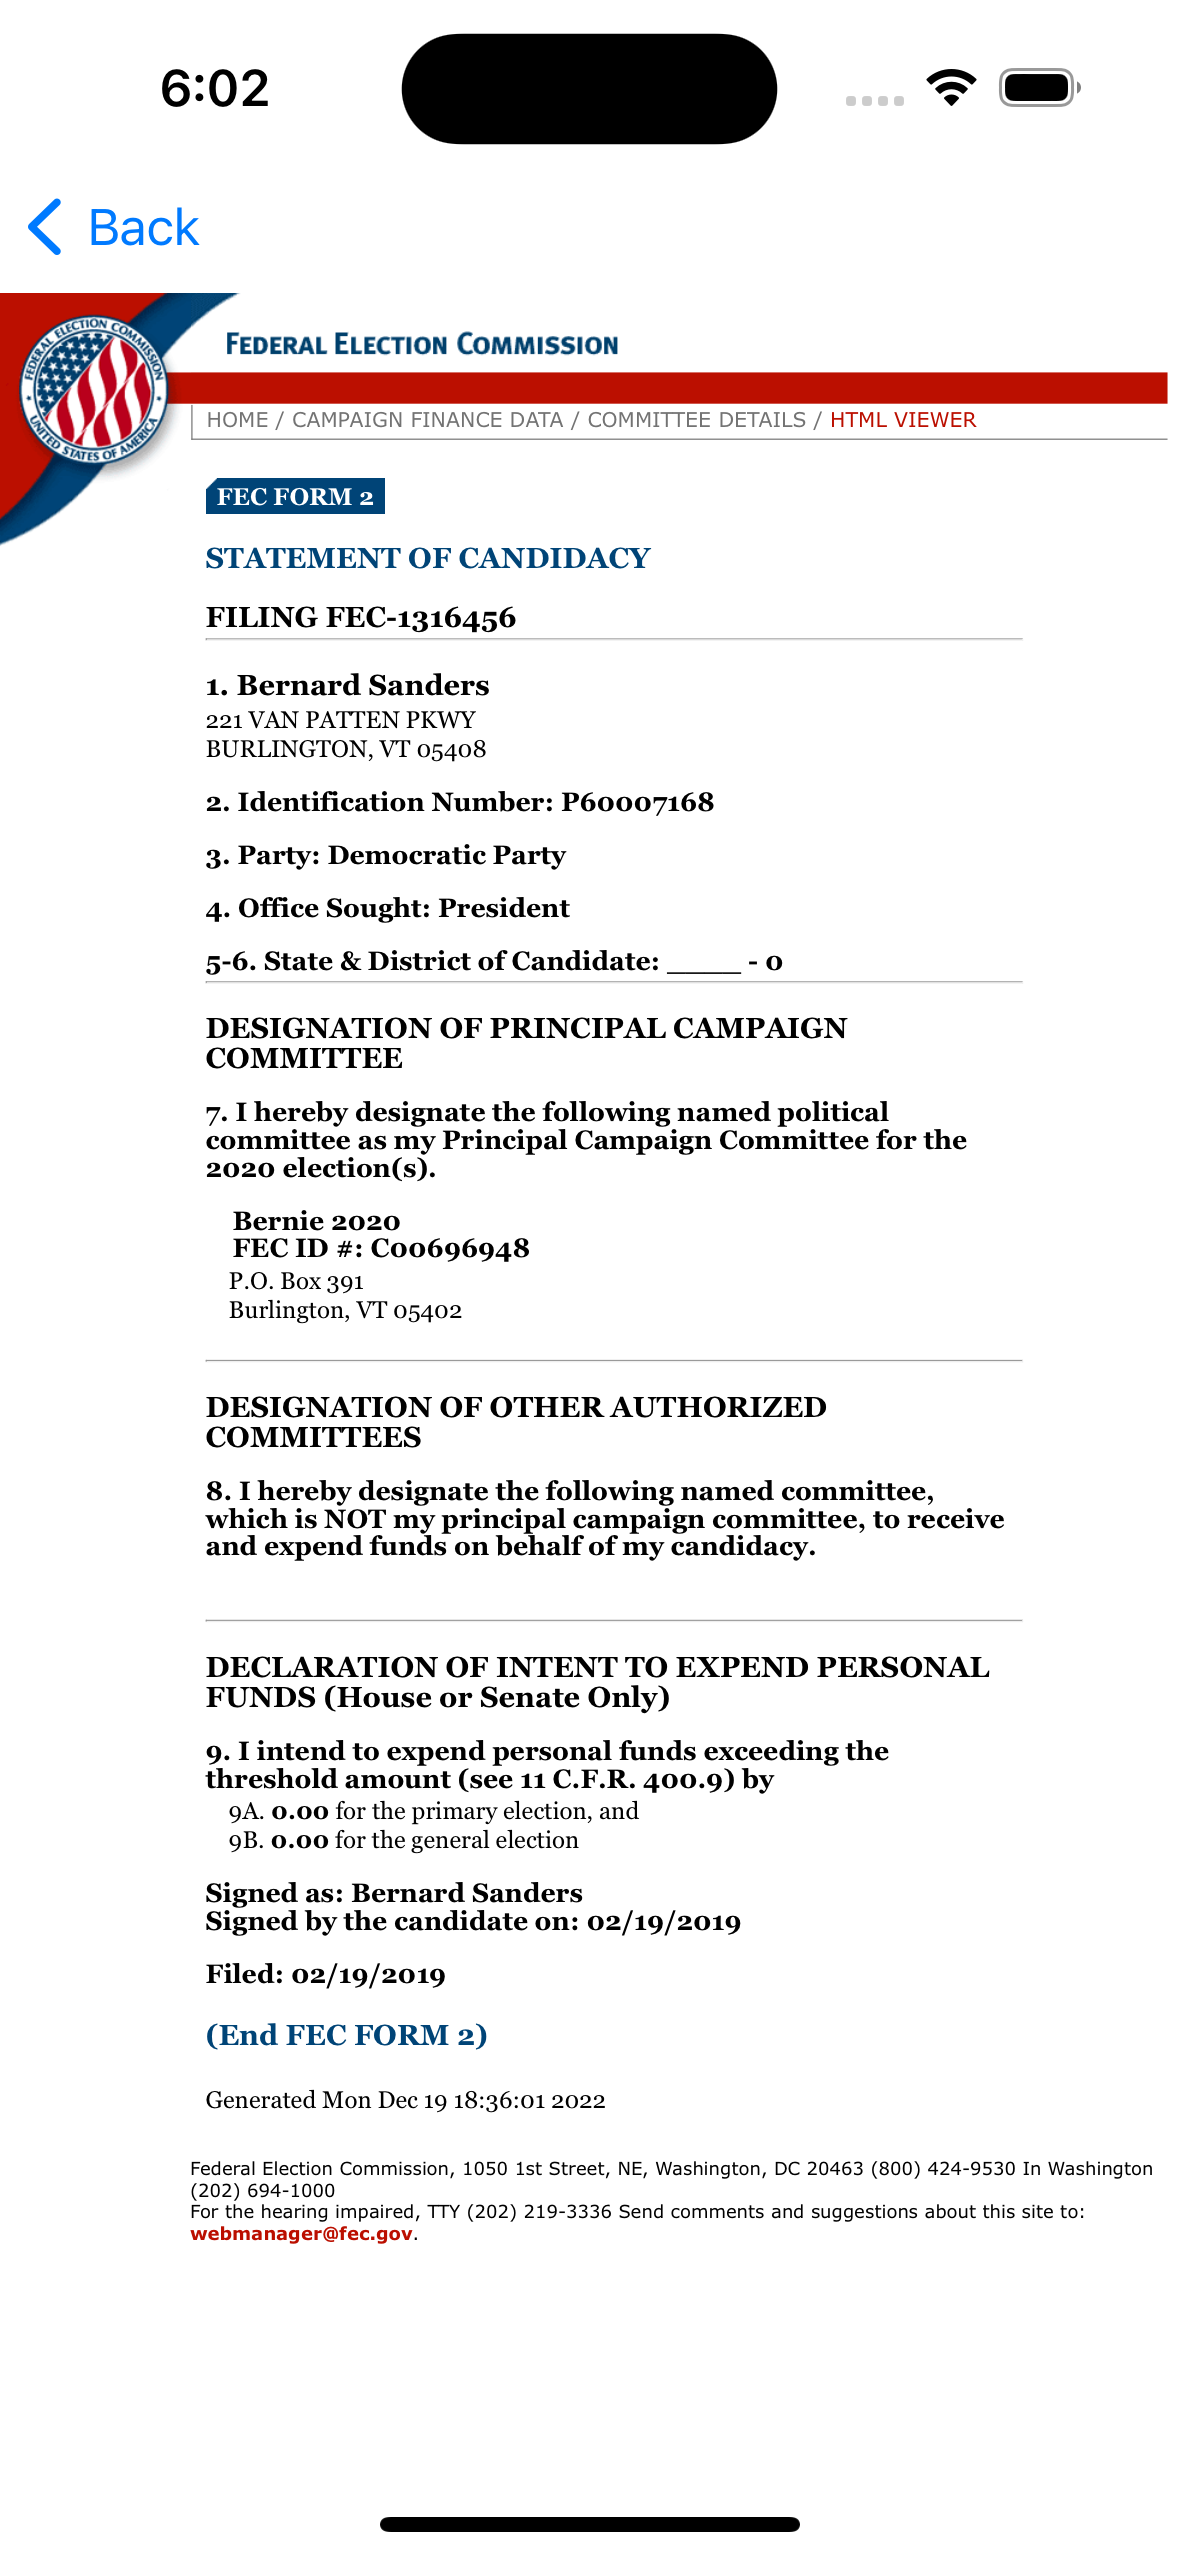 6:02
Back
FEDERAL ELECTION COMMISSION
FEDERAL ELECTION COMMISSION
UNITED STATES OF AMERICA
HOME / CAMPAIGN FINANCE DATA / COMMITTEE DETAILS / HTML VIEWER
FEC FORM 2
STATEMENT OF CANDIDACY
FILING FEC-1316456
1. Bernard Sanders
221 VAN PATTEN PKWY
BURLINGTON, VT 05408
2. Identification Number: P60007168
3. Party: Democratic Party
4. Office Sought: President
5-6. State & District of Candidate: _____ - 0
DESIGNATION OF PRINCIPAL CAMPAIGN
COMMITTEE
7. I hereby designate the following named political
committee as my Principal Campaign Committee for the
2020 election(s).
Bernie 2020
FEC ID #: C00696948
P.O. Box 391
Burlington, VT 05402
DESIGNATION OF OTHER AUTHORIZED
COMMITTEES
8. I hereby designate the following named committee,
which is NOT my principal campaign committee, to receive
and expend funds on behalf of my candidacy.
DECLARATION OF INTENT TO EXPEND PERSONAL
FUNDS (House or Senate Only)
9. I intend to expend personal funds exceeding the
threshold amount (see 11 C.F.R. 400.9) by
9A. 0.00 for the primary election, and
9B. 0.00 for the general election
Signed as: Bernard Sanders
Signed by the candidate on: 02/19/2019
Filed: 02/19/2019
(End FEC FORM 2)
Generated Mon Dec 19 18:36:01 2022
Federal Election Commission, 1050 1st Street, NE, Washington, DC 20463 (800) 424-9530 In Washington
(202) 694-1000
For the hearing impaired, TTY (202) 219-3336 Send comments and suggestions about this site to:
webmanager@fec.gov.